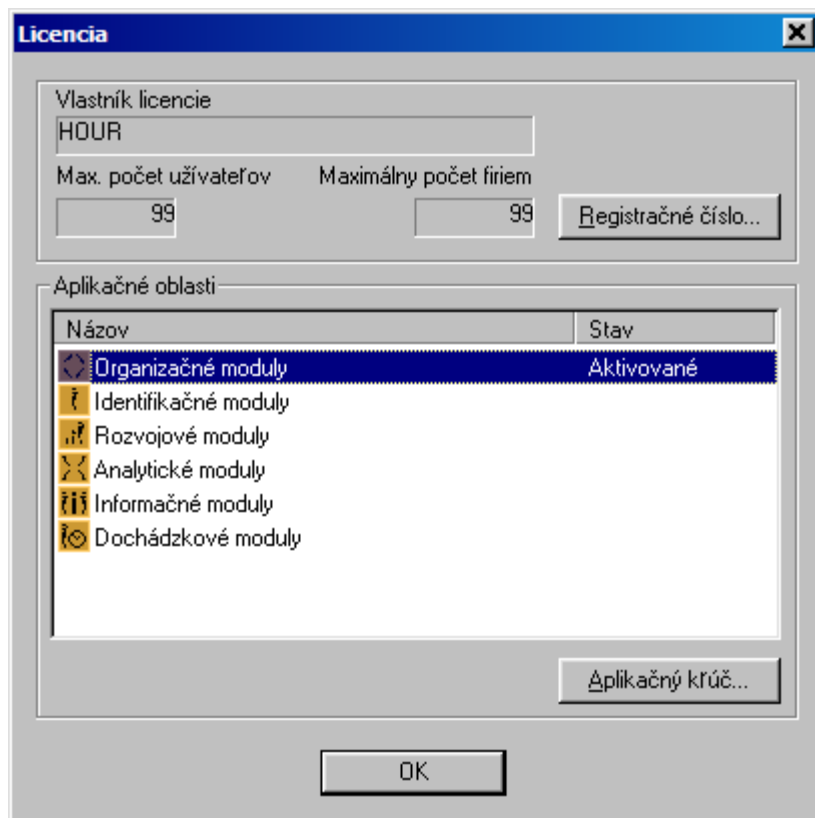 Licencia
Vlastník licencie
HOUR
Max. počet užívateľov Maximálny počet firiem
99 99 Registračné číslo...
Aplikačné oblasti
Názov Stav
Organizačné moduly Aktivované
Identifikačné moduly
Rozvojové moduly
Analytické moduly
Informačné moduly
Dochádzkové moduly
Aplikačný kľúč...
OK